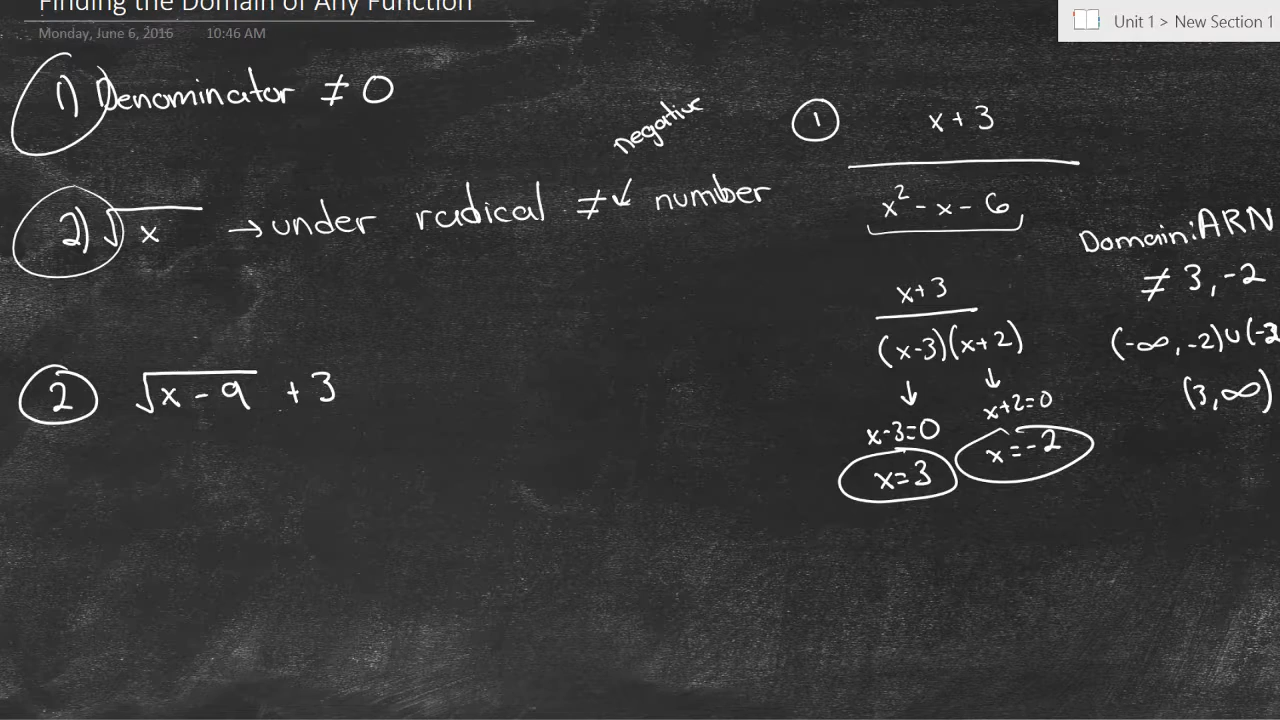 Finding the Domain of Any Function
Monday, June 6, 2016 10:46 AM
Unit 1 > New Section 1
1) Denominator ≠ 0
2) √x → under radical ≠ negative number
① x + 3
x² - x - 6
x+3
(x-3)(x+2)
x-3=0 x+2=0
x=3 x=-2
Domain: ARN
≠ 3, -2
(-∞, -2)∪(-2
(3, ∞)
② √x - 9 + 3